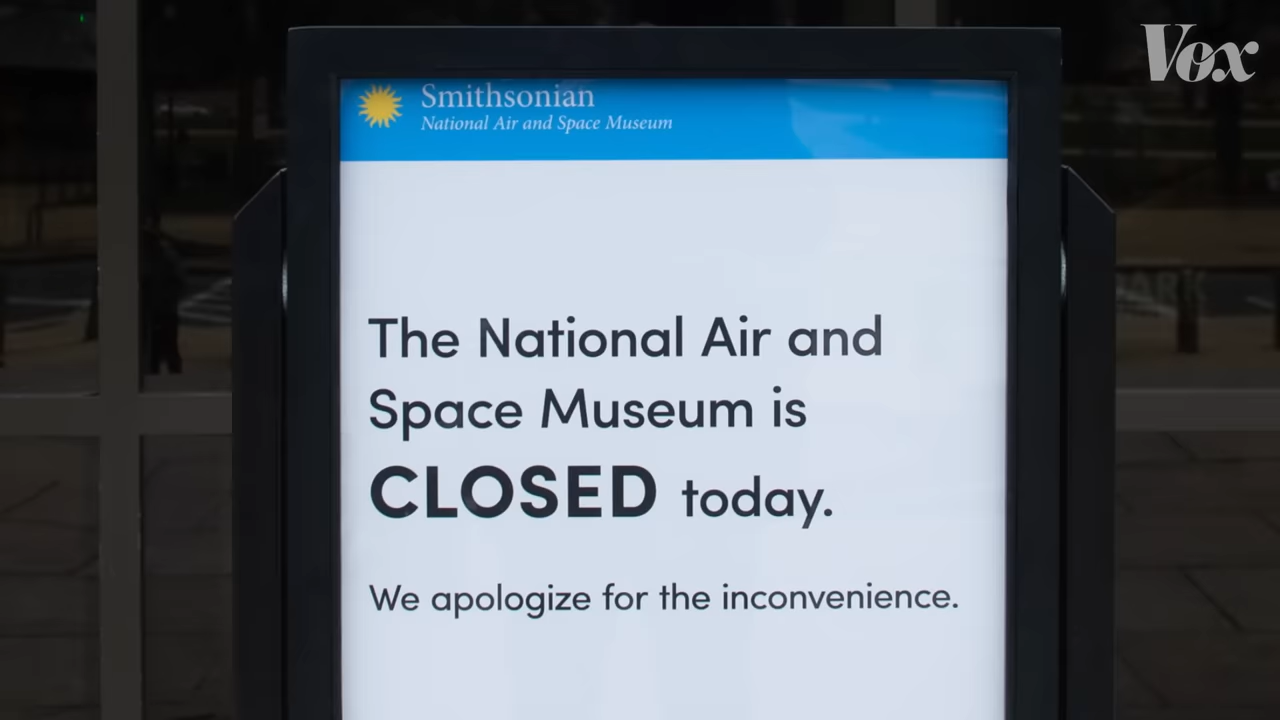 Vox
Smithsonian
National Air and Space Museum
The National Air and
Space Museum is
CLOSED today.
We apologize for the inconvenience.